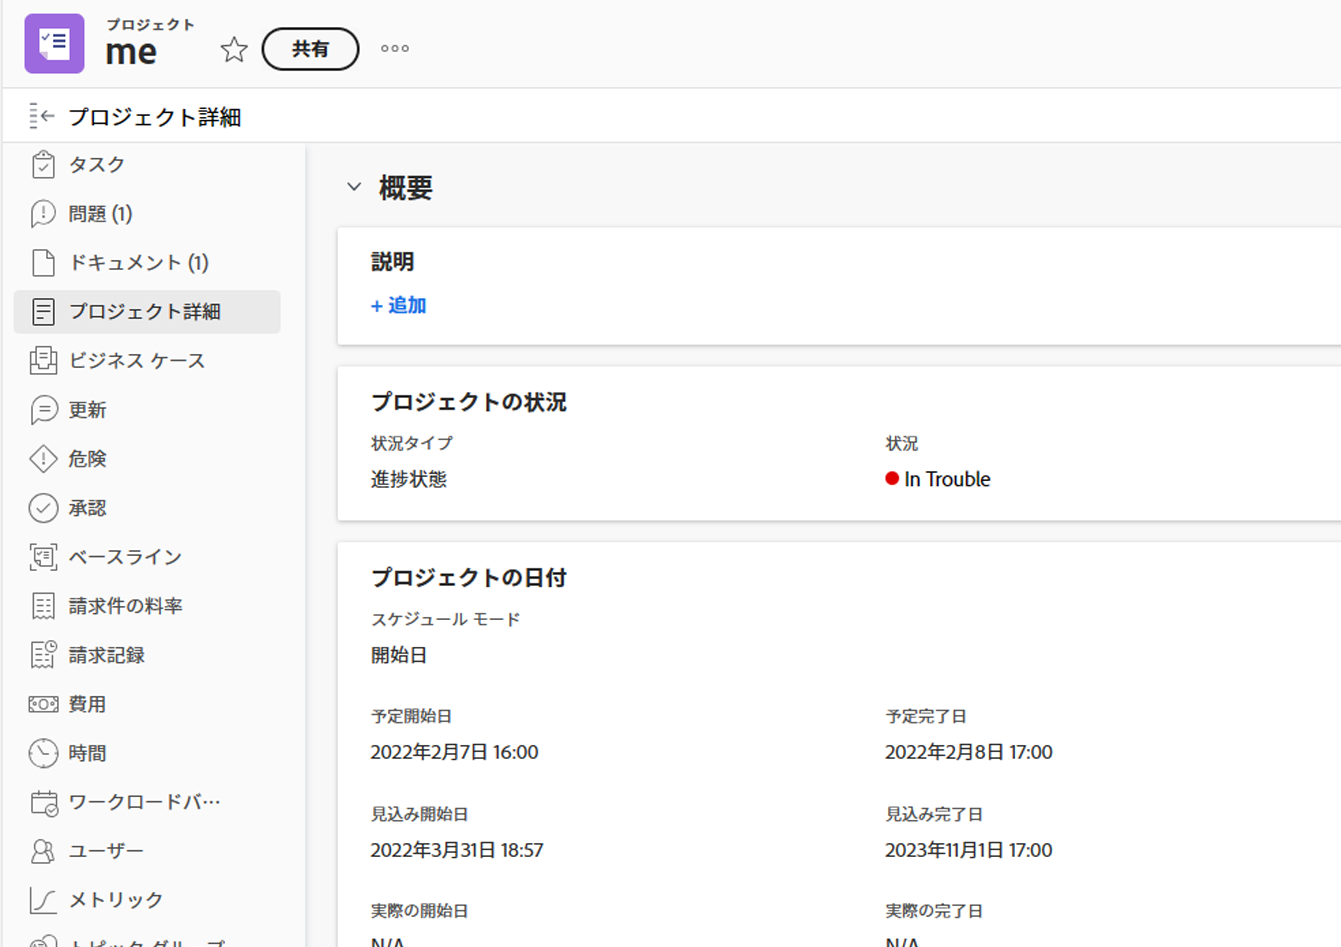 プロジェクト
me
共有
プロジェクト詳細
タスク
問題 (1)
ドキュメント (1)
プロジェクト詳細
ビジネス ケース
更新
危険
承認
ベースライン
請求件の料率
請求記録
費用
時間
ワークロードバ…
ユーザー
メトリック
トピック グループ
概要
説明
+ 追加
プロジェクトの状況
状況タイプ
状況
進捗状態
In Trouble
プロジェクトの日付
スケジュール モード
開始日
予定開始日
予定完了日
2022年2月7日 16:00
2022年2月8日 17:00
見込み開始日
見込み完了日
2022年3月31日 18:57
2023年11月1日 17:00
実際の開始日
実際の完了日
N/A
N/A